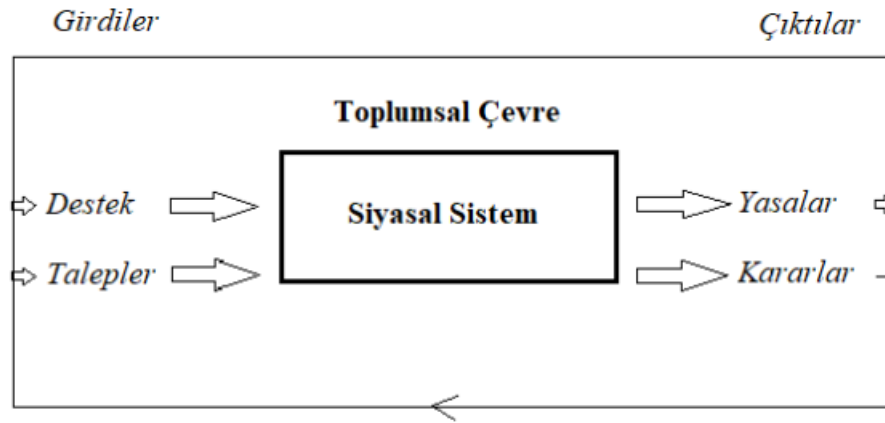 Girdiler
Çıktılar
Toplumsal Çevre
Destek
Siyasal Sistem
Yasalar
Talepler
Kararlar